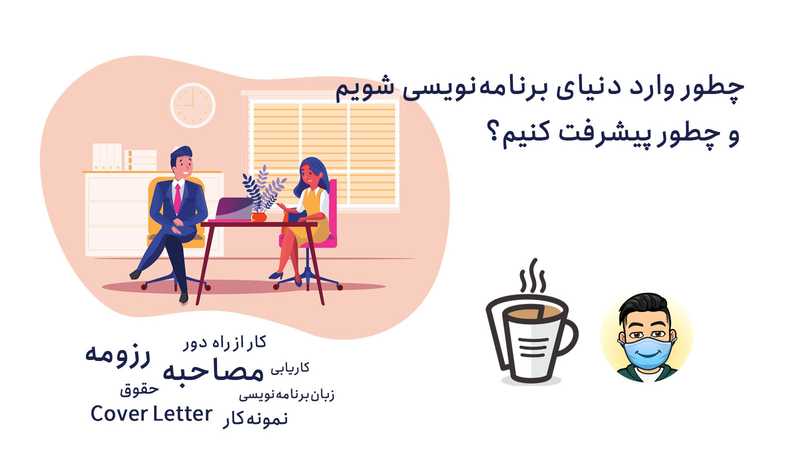 چطور وارد دنیای برنامه‌نویسی شویم
و چطور پیشرفت کنیم؟
کار از راه دور
رزومه
مصاحبه
کاریابی
حقوق
زبان برنامه‌نویسی
Cover Letter
نمونه کار